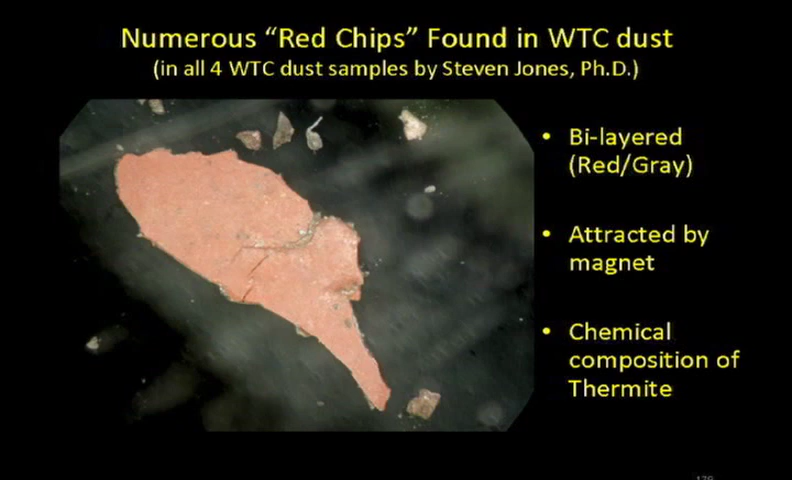 Numerous “Red Chips” Found in WTC dust
(in all 4 WTC dust samples by Steven Jones, Ph.D.)
• Bi-layered
(Red/Gray)
• Attracted by
magnet
• Chemical
composition of
Thermite